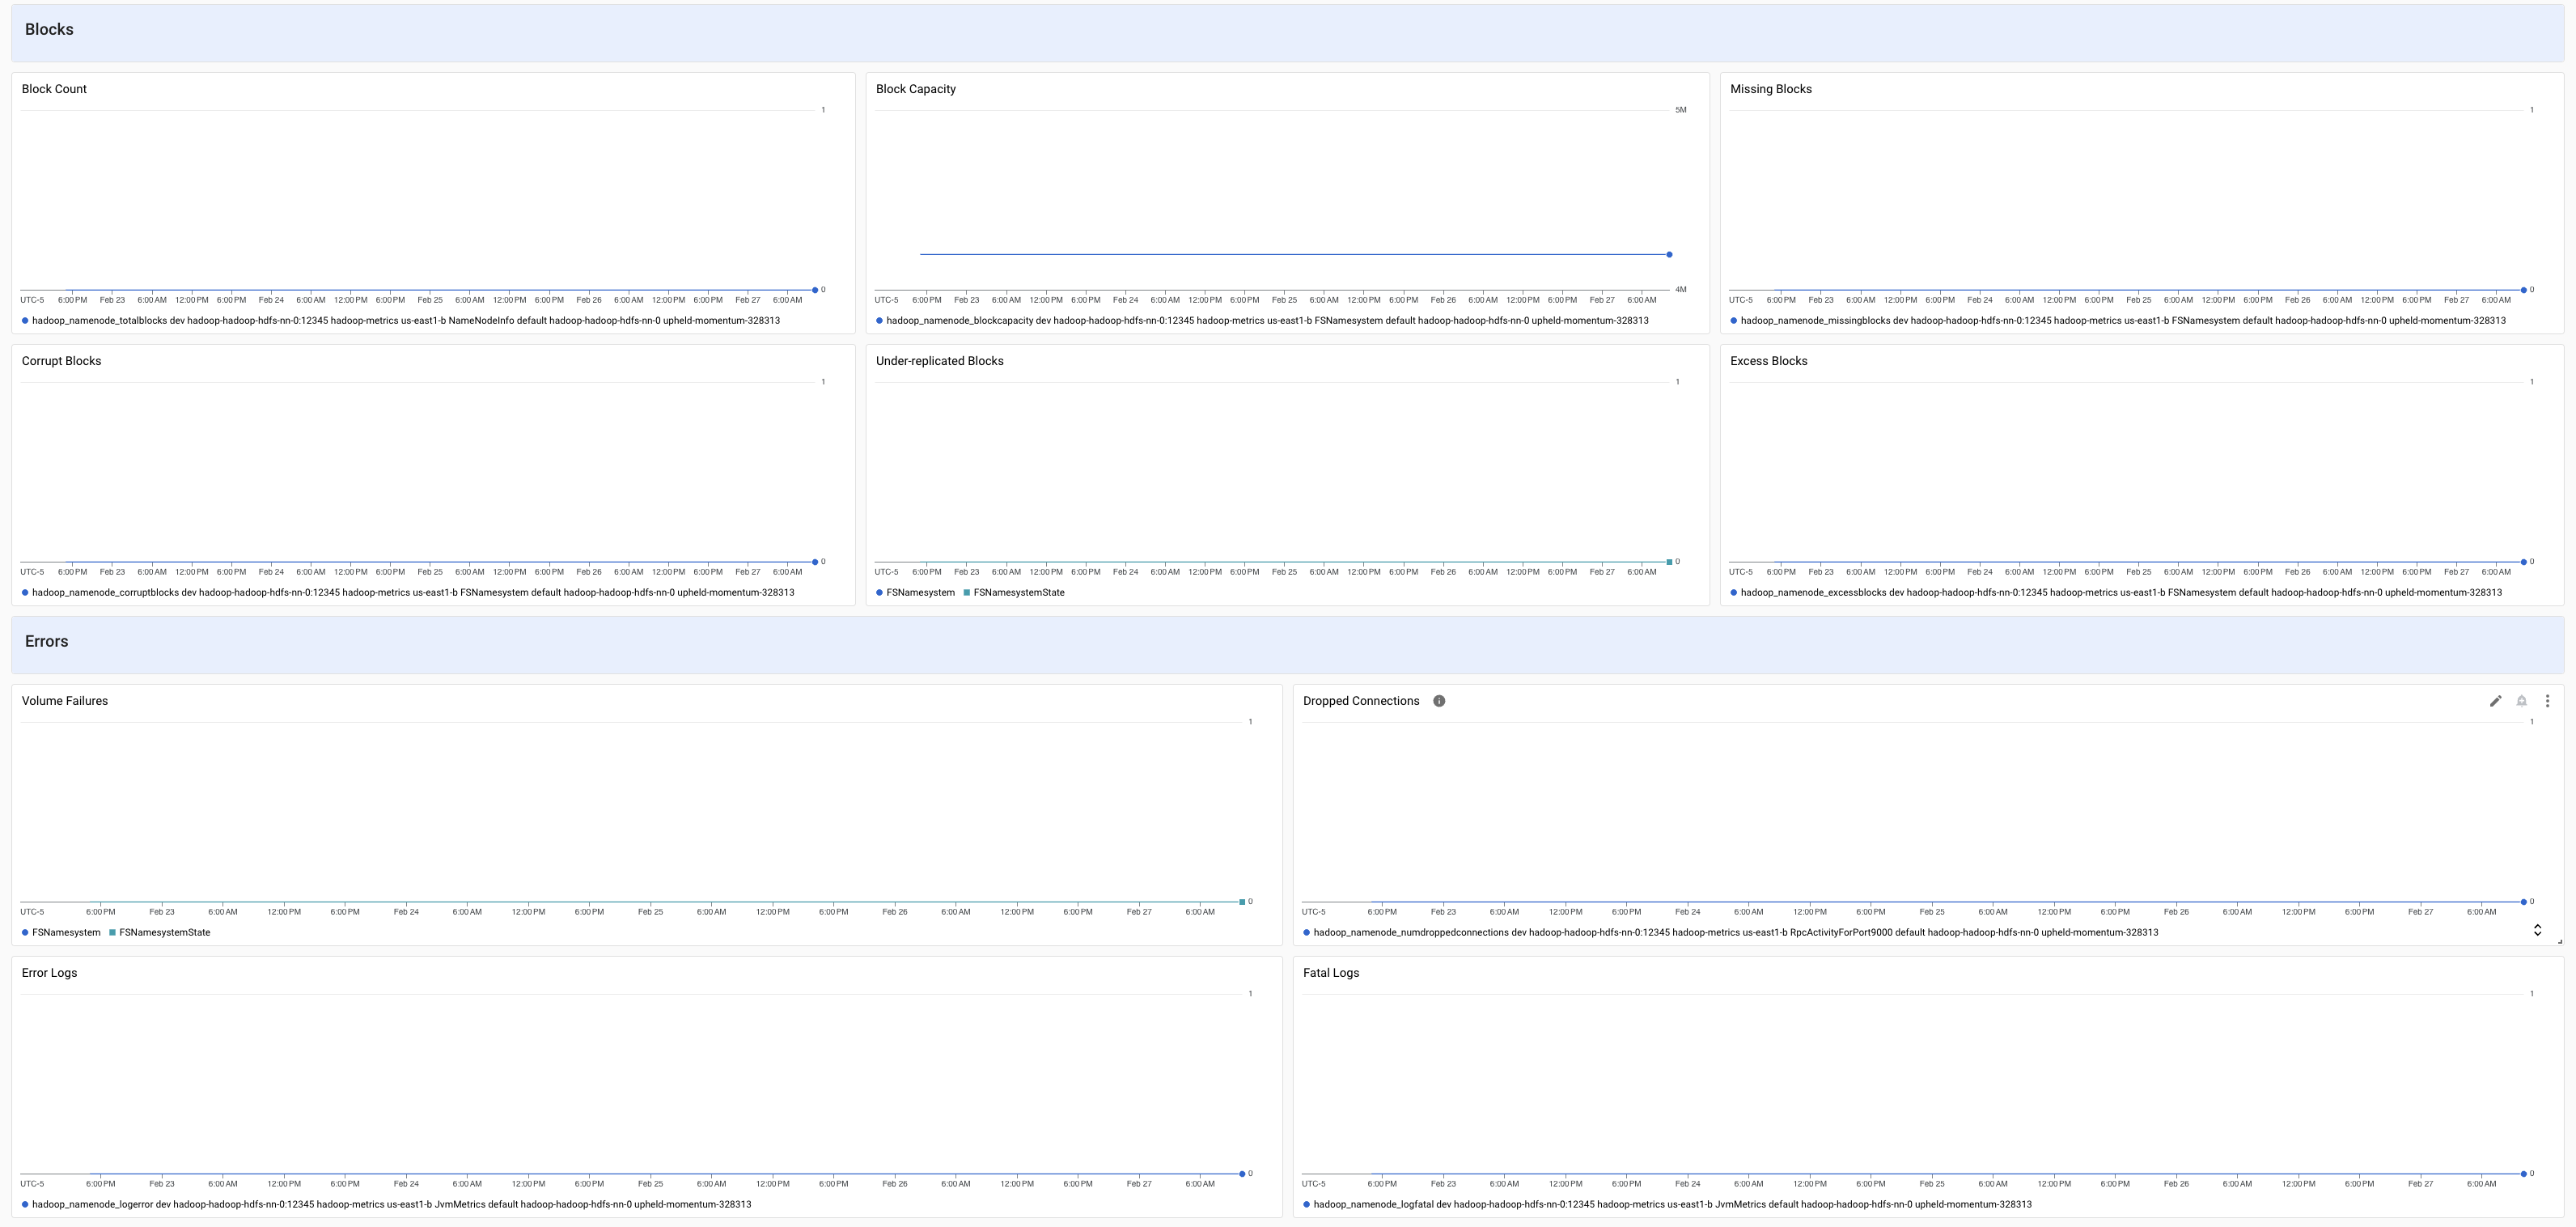 Blocks
Block Count
1
0
UTC-5 6:00 PM Feb 23 6:00 AM 12:00 PM 6:00 PM Feb 24 6:00 AM 12:00 PM 6:00 PM Feb 25 6:00 AM 12:00 PM 6:00 PM Feb 26 6:00 AM 12:00 PM 6:00 PM Feb 27 6:00 AM
hadoop_namenode_totalblocks dev hadoop-hadoop-hdfs-nn-0:12345 hadoop-metrics us-east1-b NameNodeInfo default hadoop-hadoop-hdfs-nn-0 upheld-momentum-328313
Block Capacity
5M
4M
UTC-5 6:00 PM Feb 23 6:00 AM 12:00 PM 6:00 PM Feb 24 6:00 AM 12:00 PM 6:00 PM Feb 25 6:00 AM 12:00 PM 6:00 PM Feb 26 6:00 AM 12:00 PM 6:00 PM Feb 27 6:00 AM
hadoop_namenode_blockcapacity dev hadoop-hadoop-hdfs-nn-0:12345 hadoop-metrics us-east1-b FSNamesystem default hadoop-hadoop-hdfs-nn-0 upheld-momentum-328313
Missing Blocks
1
0
UTC-5 6:00 PM Feb 23 6:00 AM 12:00 PM 6:00 PM Feb 24 6:00 AM 12:00 PM 6:00 PM Feb 25 6:00 AM 12:00 PM 6:00 PM Feb 26 6:00 AM 12:00 PM 6:00 PM Feb 27 6:00 AM
hadoop_namenode_missingblocks dev hadoop-hadoop-hdfs-nn-0:12345 hadoop-metrics us-east1-b FSNamesystem default hadoop-hadoop-hdfs-nn-0 upheld-momentum-328313
Corrupt Blocks
1
0
UTC-5 6:00 PM Feb 23 6:00 AM 12:00 PM 6:00 PM Feb 24 6:00 AM 12:00 PM 6:00 PM Feb 25 6:00 AM 12:00 PM 6:00 PM Feb 26 6:00 AM 12:00 PM 6:00 PM Feb 27 6:00 AM
hadoop_namenode_corruptblocks dev hadoop-hadoop-hdfs-nn-0:12345 hadoop-metrics us-east1-b FSNamesystem default hadoop-hadoop-hdfs-nn-0 upheld-momentum-328313
Under-replicated Blocks
1
0
UTC-5 6:00 PM Feb 23 6:00 AM 12:00 PM 6:00 PM Feb 24 6:00 AM 12:00 PM 6:00 PM Feb 25 6:00 AM 12:00 PM 6:00 PM Feb 26 6:00 AM 12:00 PM 6:00 PM Feb 27 6:00 AM
FSNamesystem FSNamesystemState
Excess Blocks
1
0
UTC-5 6:00 PM Feb 23 6:00 AM 12:00 PM 6:00 PM Feb 24 6:00 AM 12:00 PM 6:00 PM Feb 25 6:00 AM 12:00 PM 6:00 PM Feb 26 6:00 AM 12:00 PM 6:00 PM Feb 27 6:00 AM
hadoop_namenode_excessblocks dev hadoop-hadoop-hdfs-nn-0:12345 hadoop-metrics us-east1-b FSNamesystem default hadoop-hadoop-hdfs-nn-0 upheld-momentum-328313
Errors
Volume Failures
1
0
UTC-5 6:00 PM Feb 23 6:00 AM 12:00 PM 6:00 PM Feb 24 6:00 AM 12:00 PM 6:00 PM Feb 25 6:00 AM 12:00 PM 6:00 PM Feb 26 6:00 AM 12:00 PM 6:00 PM Feb 27 6:00 AM
FSNamesystem FSNamesystemState
Dropped Connections
1
0
UTC-5 6:00 PM Feb 23 6:00 AM 12:00 PM 6:00 PM Feb 24 6:00 AM 12:00 PM 6:00 PM Feb 25 6:00 AM 12:00 PM 6:00 PM Feb 26 6:00 AM 12:00 PM 6:00 PM Feb 27 6:00 AM
hadoop_namenode_numdroppedconnections dev hadoop-hadoop-hdfs-nn-0:12345 hadoop-metrics us-east1-b RpcActivityForPort9000 default hadoop-hadoop-hdfs-nn-0 upheld-momentum-328313
Error Logs
1
0
UTC-5 6:00 PM Feb 23 6:00 AM 12:00 PM 6:00 PM Feb 24 6:00 AM 12:00 PM 6:00 PM Feb 25 6:00 AM 12:00 PM 6:00 PM Feb 26 6:00 AM 12:00 PM 6:00 PM Feb 27 6:00 AM
hadoop_namenode_logerror dev hadoop-hadoop-hdfs-nn-0:12345 hadoop-metrics us-east1-b JvmMetrics default hadoop-hadoop-hdfs-nn-0 upheld-momentum-328313
Fatal Logs
1
0
UTC-5 6:00 PM Feb 23 6:00 AM 12:00 PM 6:00 PM Feb 24 6:00 AM 12:00 PM 6:00 PM Feb 25 6:00 AM 12:00 PM 6:00 PM Feb 26 6:00 AM 12:00 PM 6:00 PM Feb 27 6:00 AM
hadoop_namenode_logfatal dev hadoop-hadoop-hdfs-nn-0:12345 hadoop-metrics us-east1-b JvmMetrics default hadoop-hadoop-hdfs-nn-0 upheld-momentum-328313